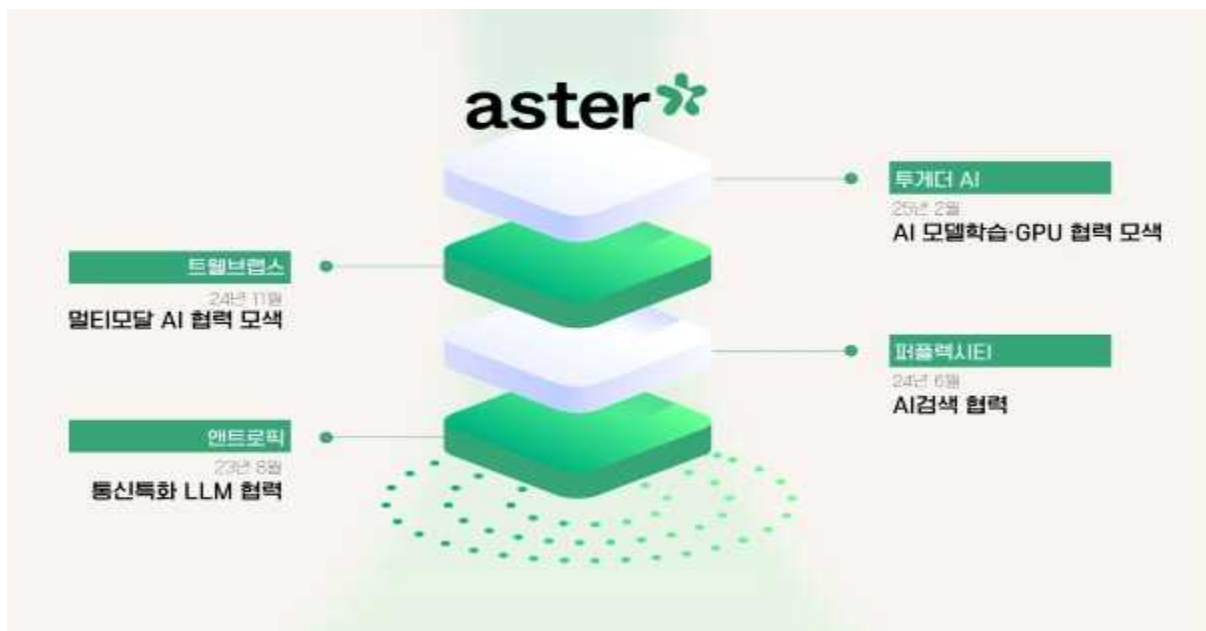 aster
투게더 AI
25년 2월
AI 모델학습·GPU 협력 모색
트웰브랩스
24년 11월
멀티모달 AI 협력 모색
퍼플렉시티
24년 6월
AI검색 협력
앤트로픽
23년 8월
통신특화 LLM 협력